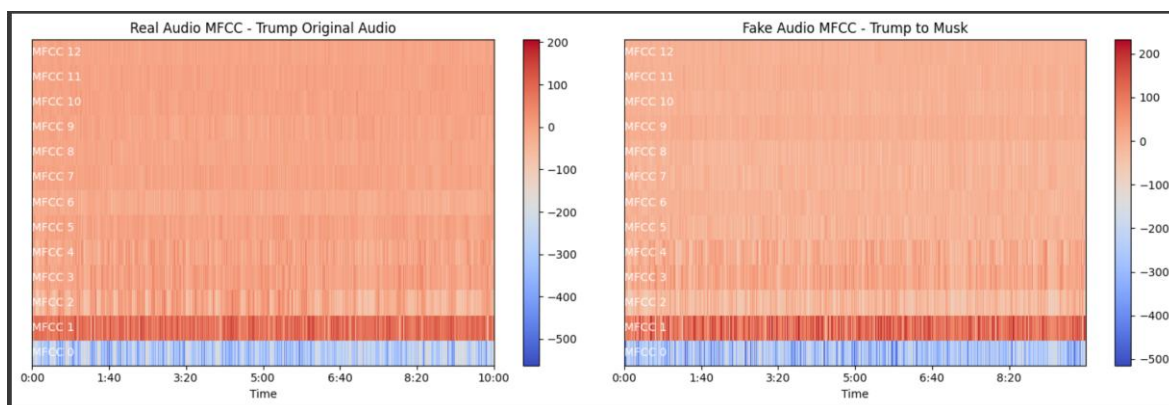 Real Audio MFCC - Trump Original Audio
MFCC 12
MFCC 11
MFCC 10
MFCC 9
MFCC 8
MFCC 7
MFCC 6
MFCC 5
MFCC 4
MFCC 3
MFCC 2
MFCC 1
MFCC 0
0:00 1:40 3:20 5:00 6:40 8:20 10:00
Time
200
100
0
−100
−200
−300
−400
−500
Fake Audio MFCC - Trump to Musk
MFCC 12
MFCC 11
MFCC 10
MFCC 9
MFCC 8
MFCC 7
MFCC 6
MFCC 5
MFCC 4
MFCC 3
MFCC 2
MFCC 1
MFCC 0
0:00 1:40 3:20 5:00 6:40 8:20
Time
200
100
0
−100
−200
−300
−400
−500